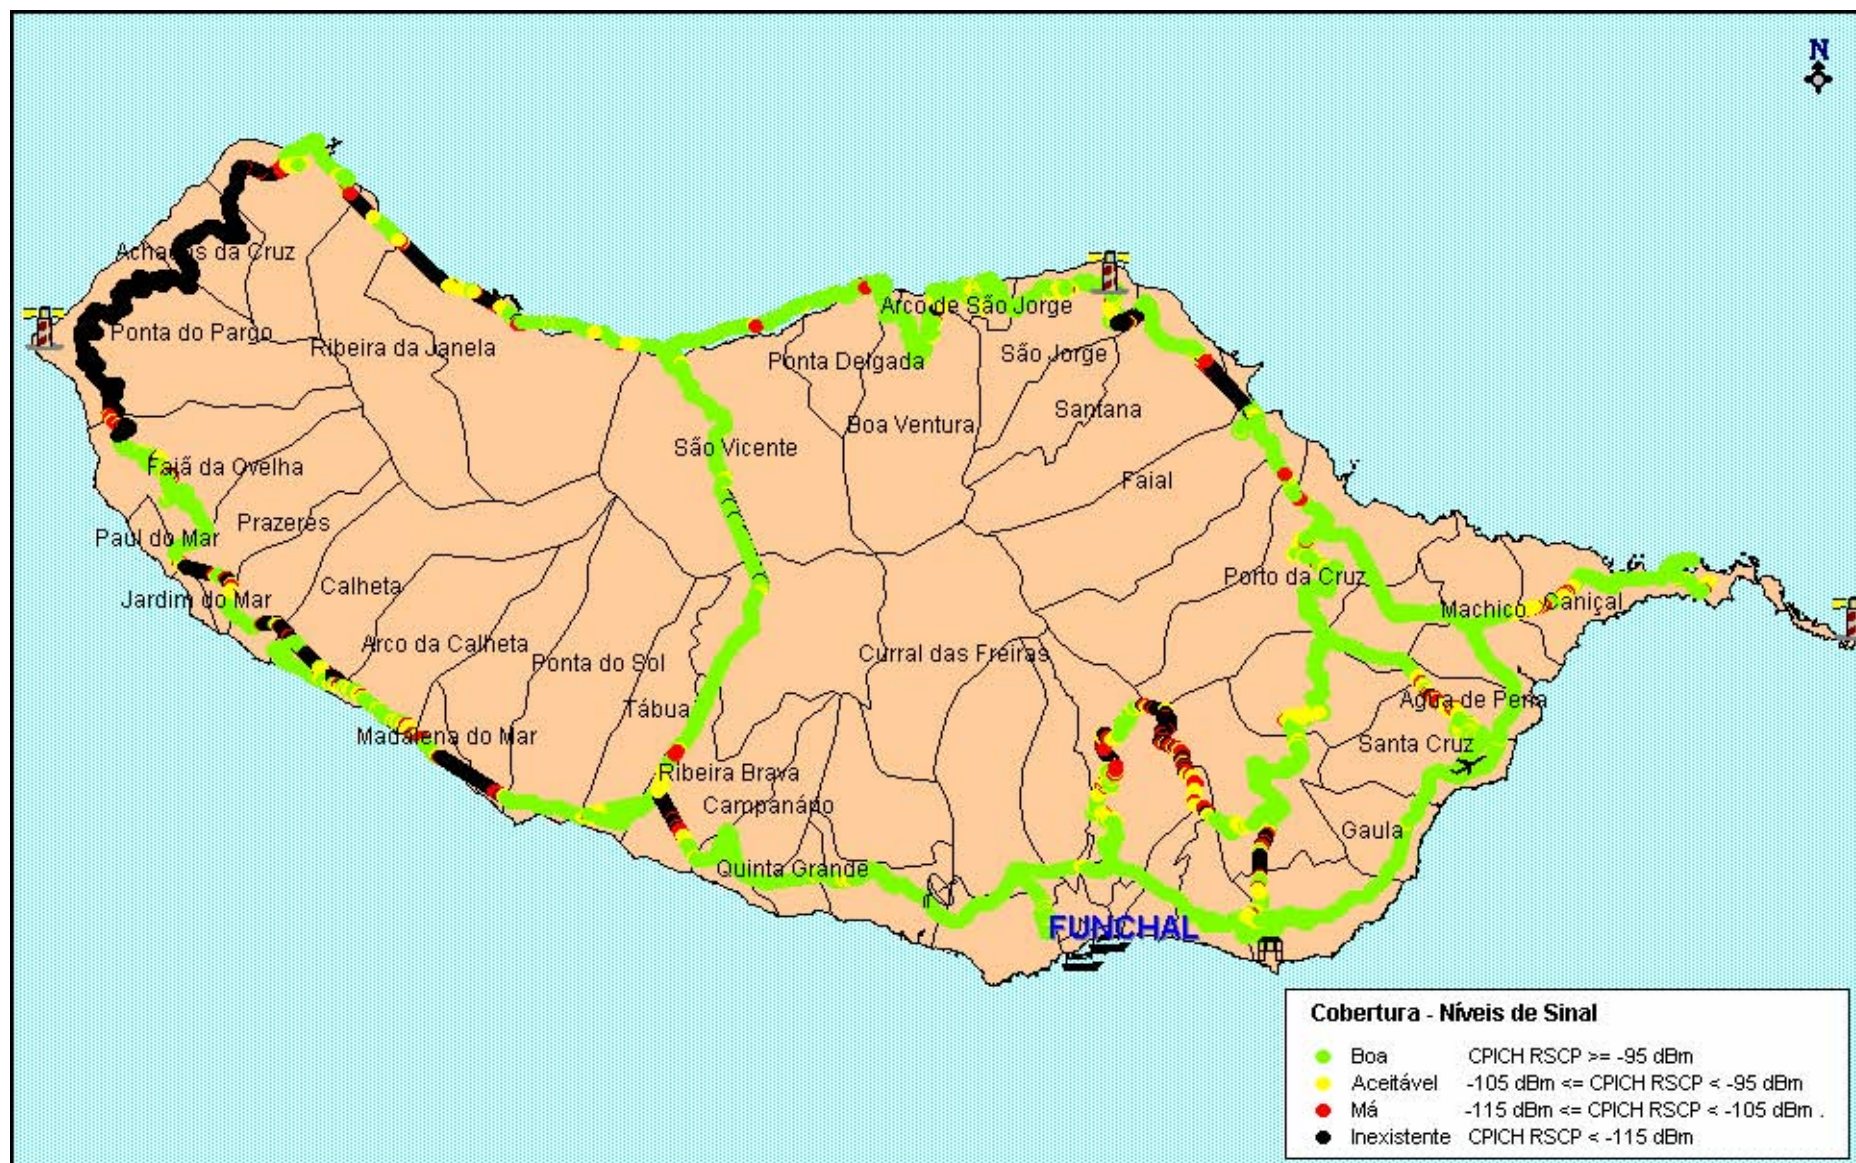 N
Achadas da Cruz
Ponta do Pargo
Ribeira da Janela
Arco de São Jorge
Ponta Delgada
São Jorge
Santana
Boa Ventura
São Vicente
Fajã da Ovelha
Faial
Prazeres
Paul do Mar
Calheta
Porto da Cruz
Jardim do Mar
Machico
Caniçal
Arco da Calheta
Ponta do Sol
Curral das Freiras
Tábua
Água de Pena
Madalena do Mar
Santa Cruz
Ribeira Brava
Campanário
Gaula
Quinta Grande
FUNCHAL
Cobertura - Níveis de Sinal
Boa CPICH RSCP >= -95 dBm
Aceitável -105 dBm <= CPICH RSCP < -95 dBm
Má -115 dBm <= CPICH RSCP < -105 dBm .
Inexistente CPICH RSCP < -115 dBm